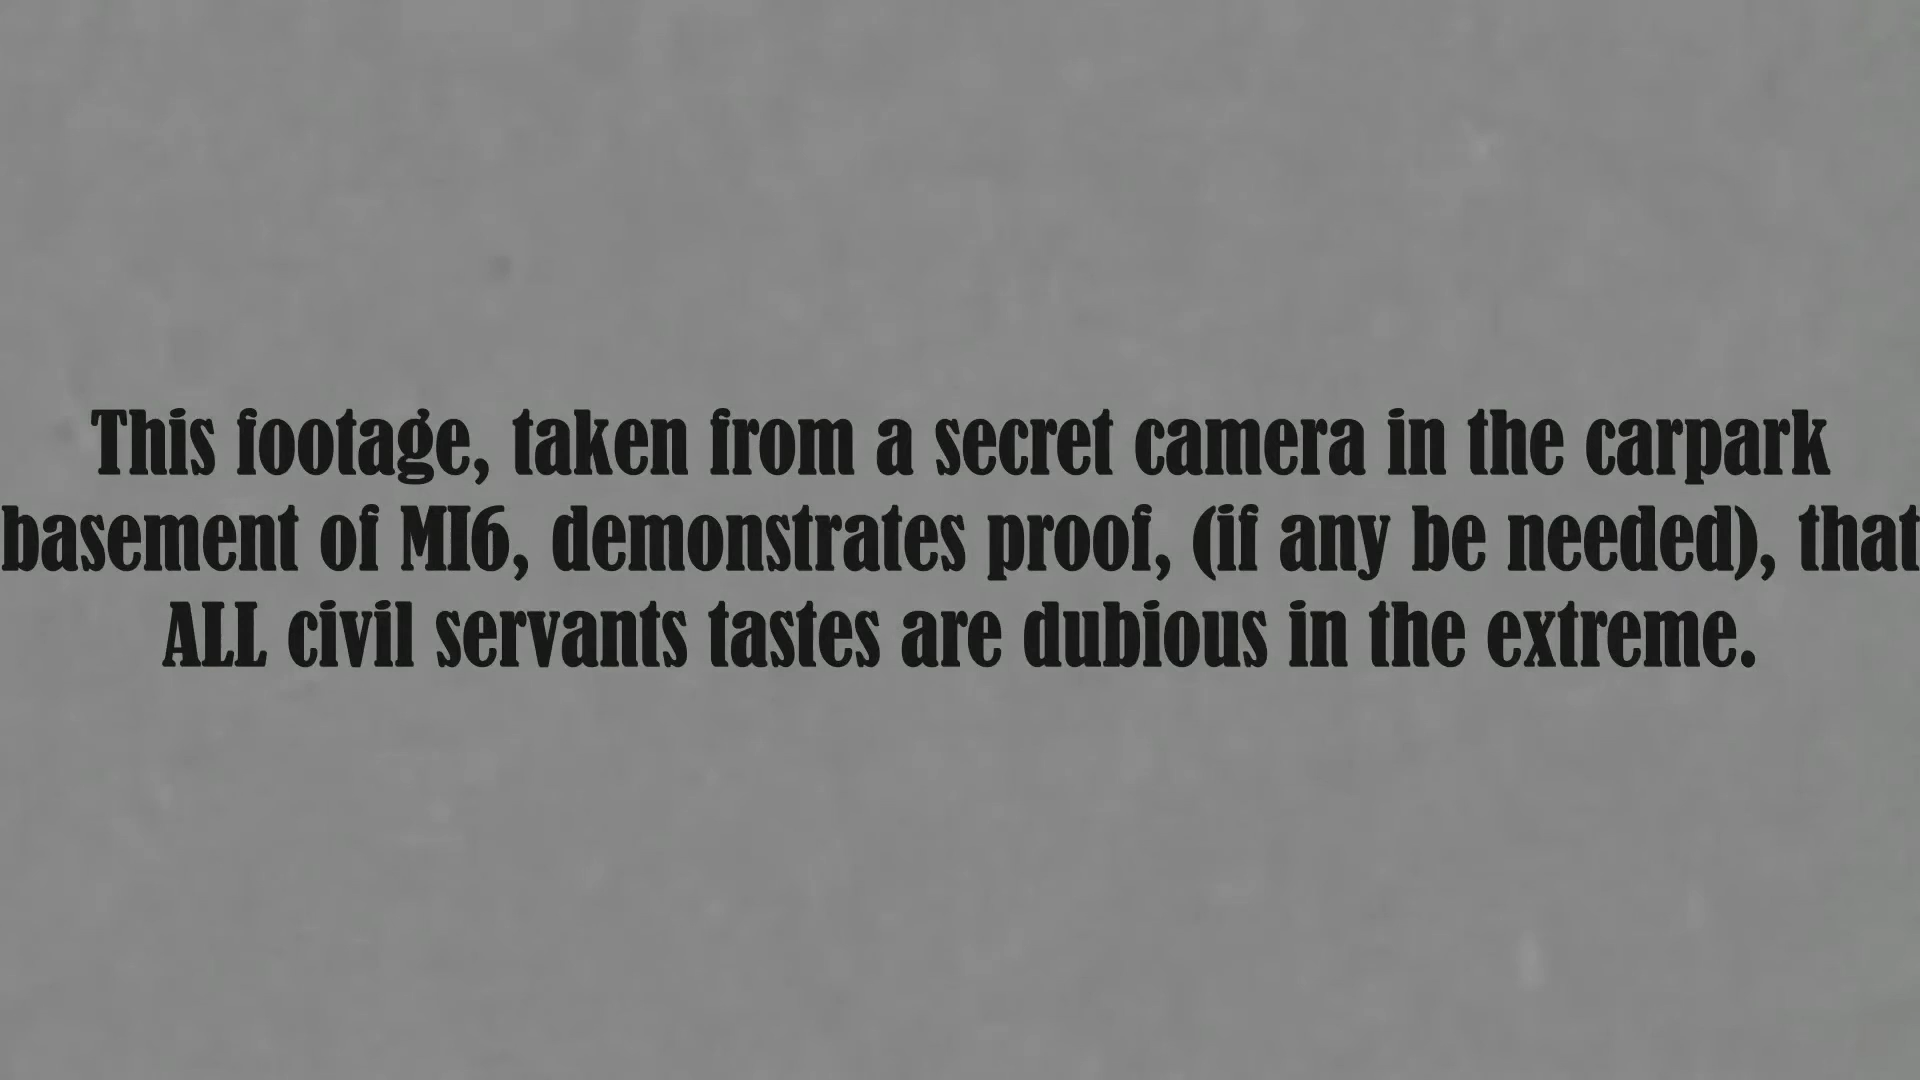 This footage, taken from a secret camera in the carpark
basement of MI6, demonstrates proof, (if any be needed), that
ALL civil servants tastes are dubious in the extreme.